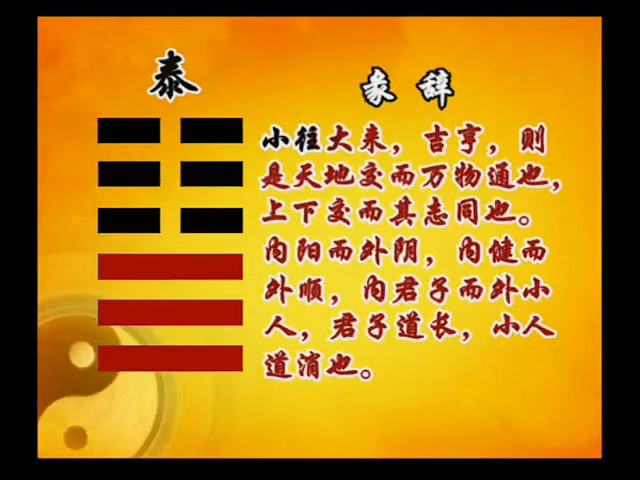 泰
彖辞
小往大来，吉亨，则
是天地交而万物通也，
上下交而其志同也。
内阳而外阴，内健而
外顺，内君子而外小
人，君子道长，小人
道消也。